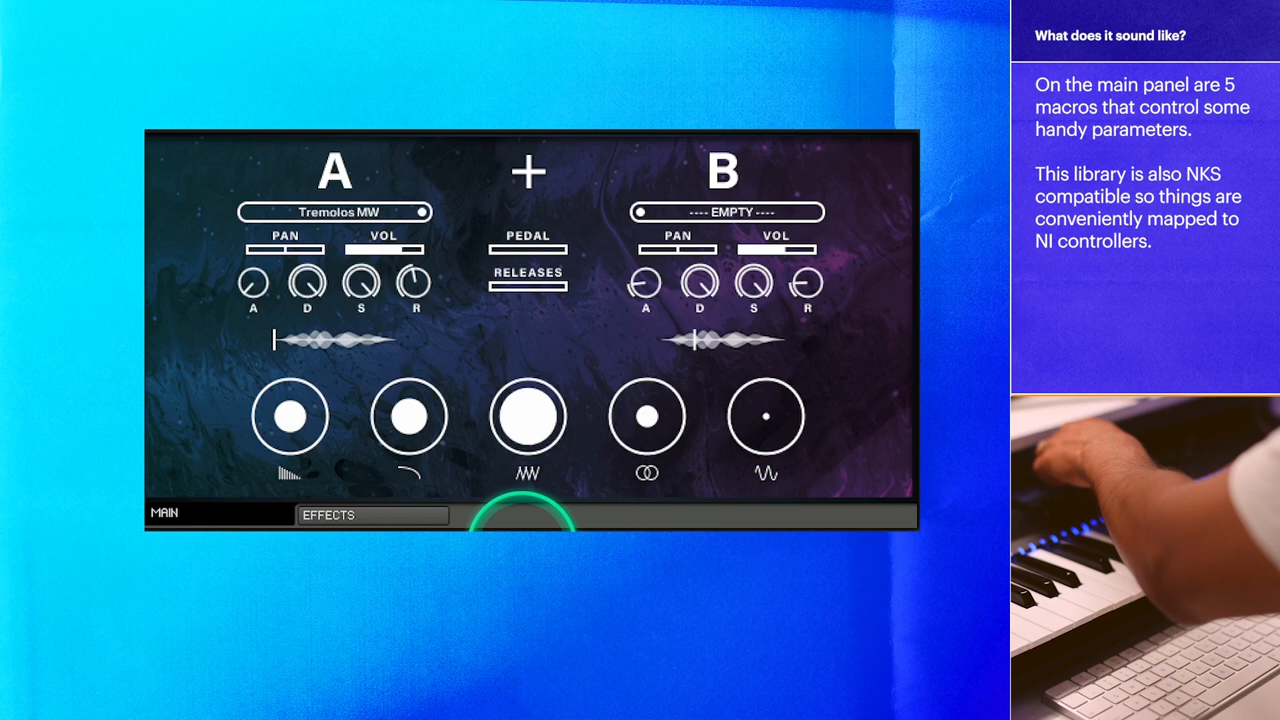 What does it sound like?
On the main panel are 5
macros that control some
handy parameters.
This library is also NKS
compatible so things are
conveniently mapped to
NI controllers.
A
+
B
Tremolos MW
---- EMPTY ----
PAN
VOL
PEDAL
PAN
VOL
RELEASES
A
D
S
R
A
D
S
R
MAIN
EFFECTS